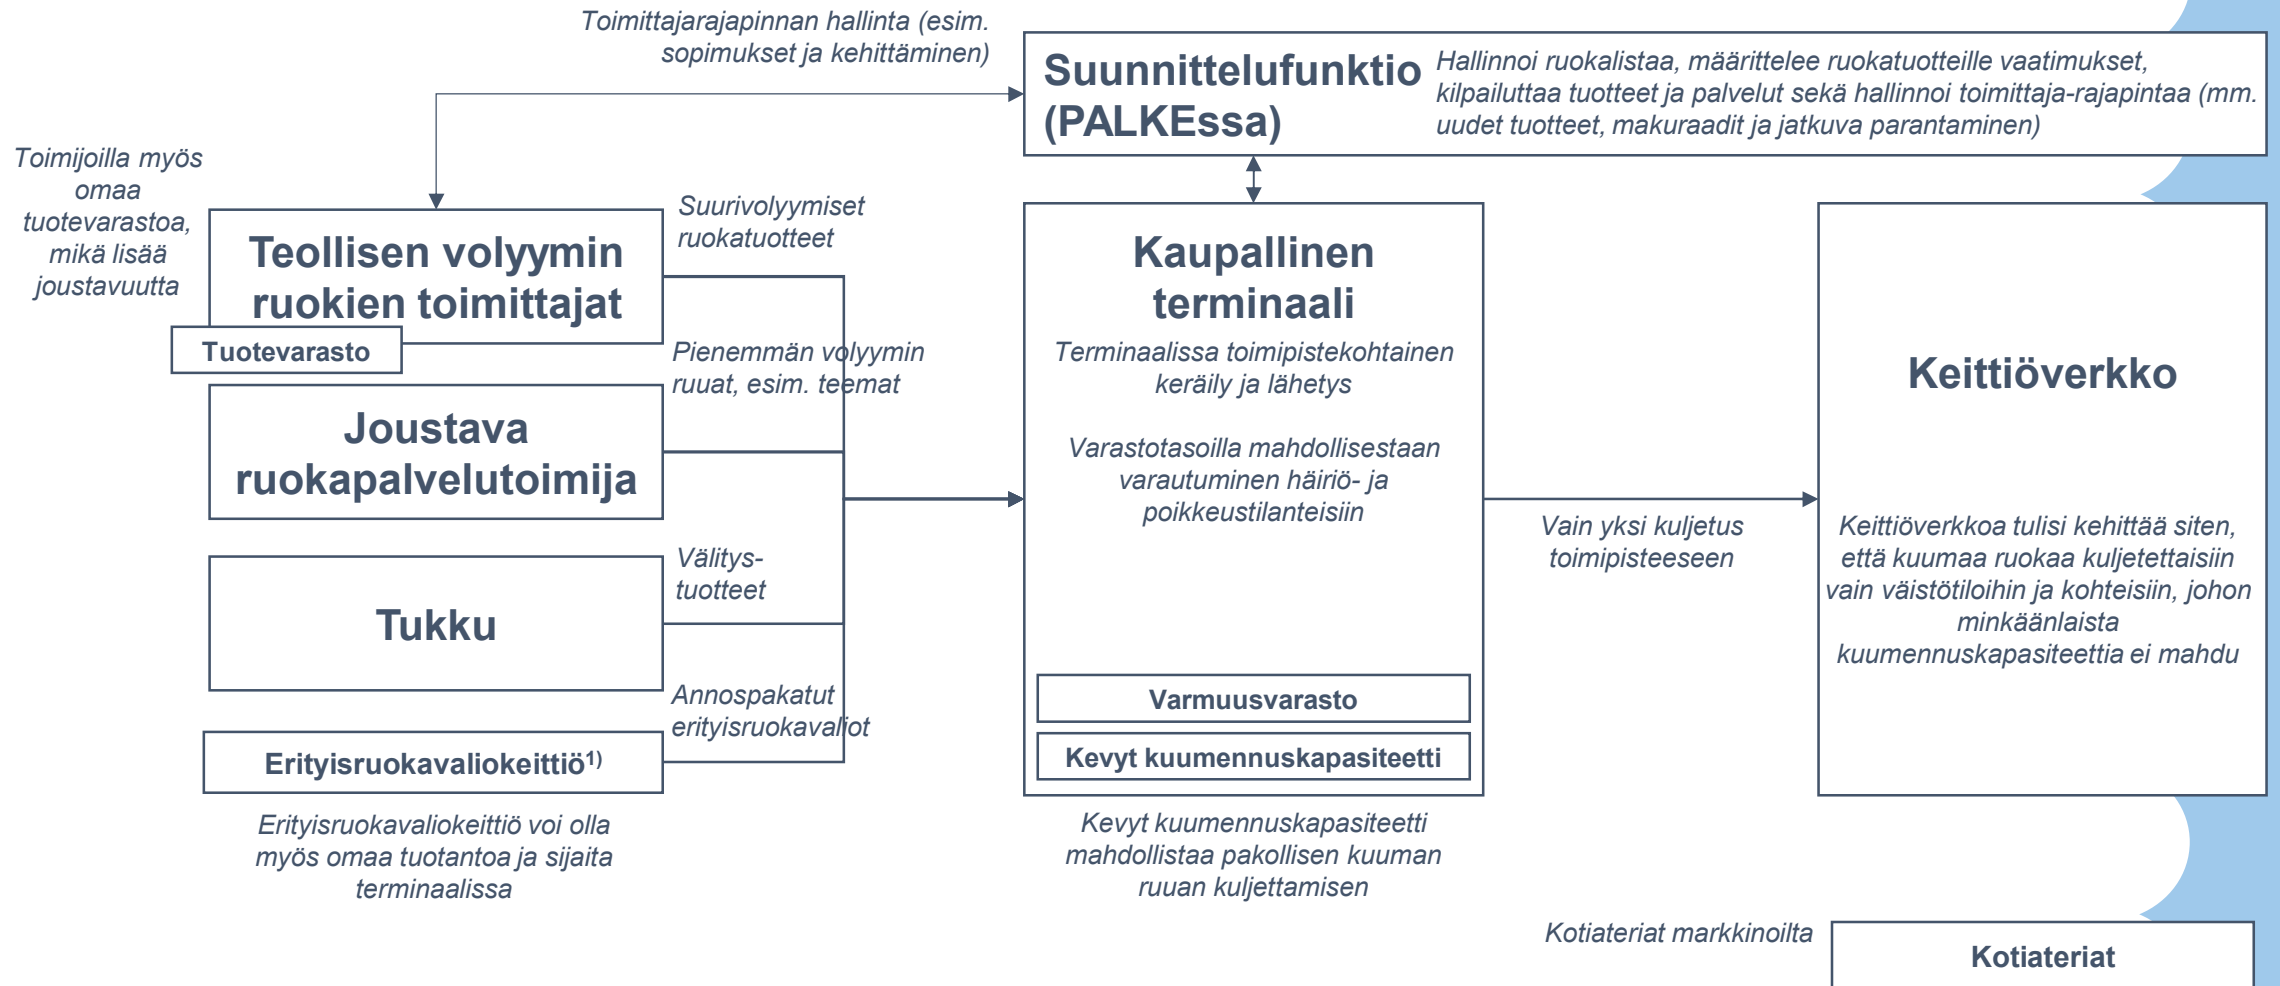 Toimittajarajapinnan hallinta (esim.
sopimukset ja kehittäminen)
Suunnittelufunktio
(PALKEssa)
Hallinnoi ruokalistaa, määrittelee ruokatuotteille vaatimukset,
kilpailuttaa tuotteet ja palvelut sekä hallinnoi toimittaja-rajapintaa (mm.
uudet tuotteet, makuraadit ja jatkuva parantaminen)
Toimijoilla myös
omaa
tuotevarastoa,
mikä lisää
joustavuutta
Teollisen volyymin
ruokien toimittajat
Tuotevarasto
Suurivolyymiset
ruokatuotteet
Joustava
ruokapalvelutoimija
Pienemmän volyymin
ruuat, esim. teemat
Tukku
Välitys-
tuotteet
Erityisruokavaliokeittiö1)
Annospakatut
erityisruokavaliot
Erityisruokavaliokeittiö voi olla
myös omaa tuotantoa ja sijaita
terminaalissa
Kaupallinen
terminaali
Terminaalissa toimipistekohtainen
keräily ja lähetys
Varastotasoilla mahdollisestaan
varautuminen häiriö- ja
poikkeustilanteisiin
Varmuusvarasto
Kevyt kuumennuskapasiteetti
Kevyt kuumennuskapasiteetti
mahdollistaa pakollisen kuuman
ruuan kuljettamisen
Vain yksi kuljetus
toimipisteeseen
Keittiöverkko
Keittiöverkkoa tulisi kehittää siten,
että kuumaa ruokaa kuljetettaisiin
vain väistötiloihin ja kohteisiin, johon
minkäänlaista
kuumennuskapasiteettia ei mahdu
Kotiateriat markkinoilta
Kotiateriat